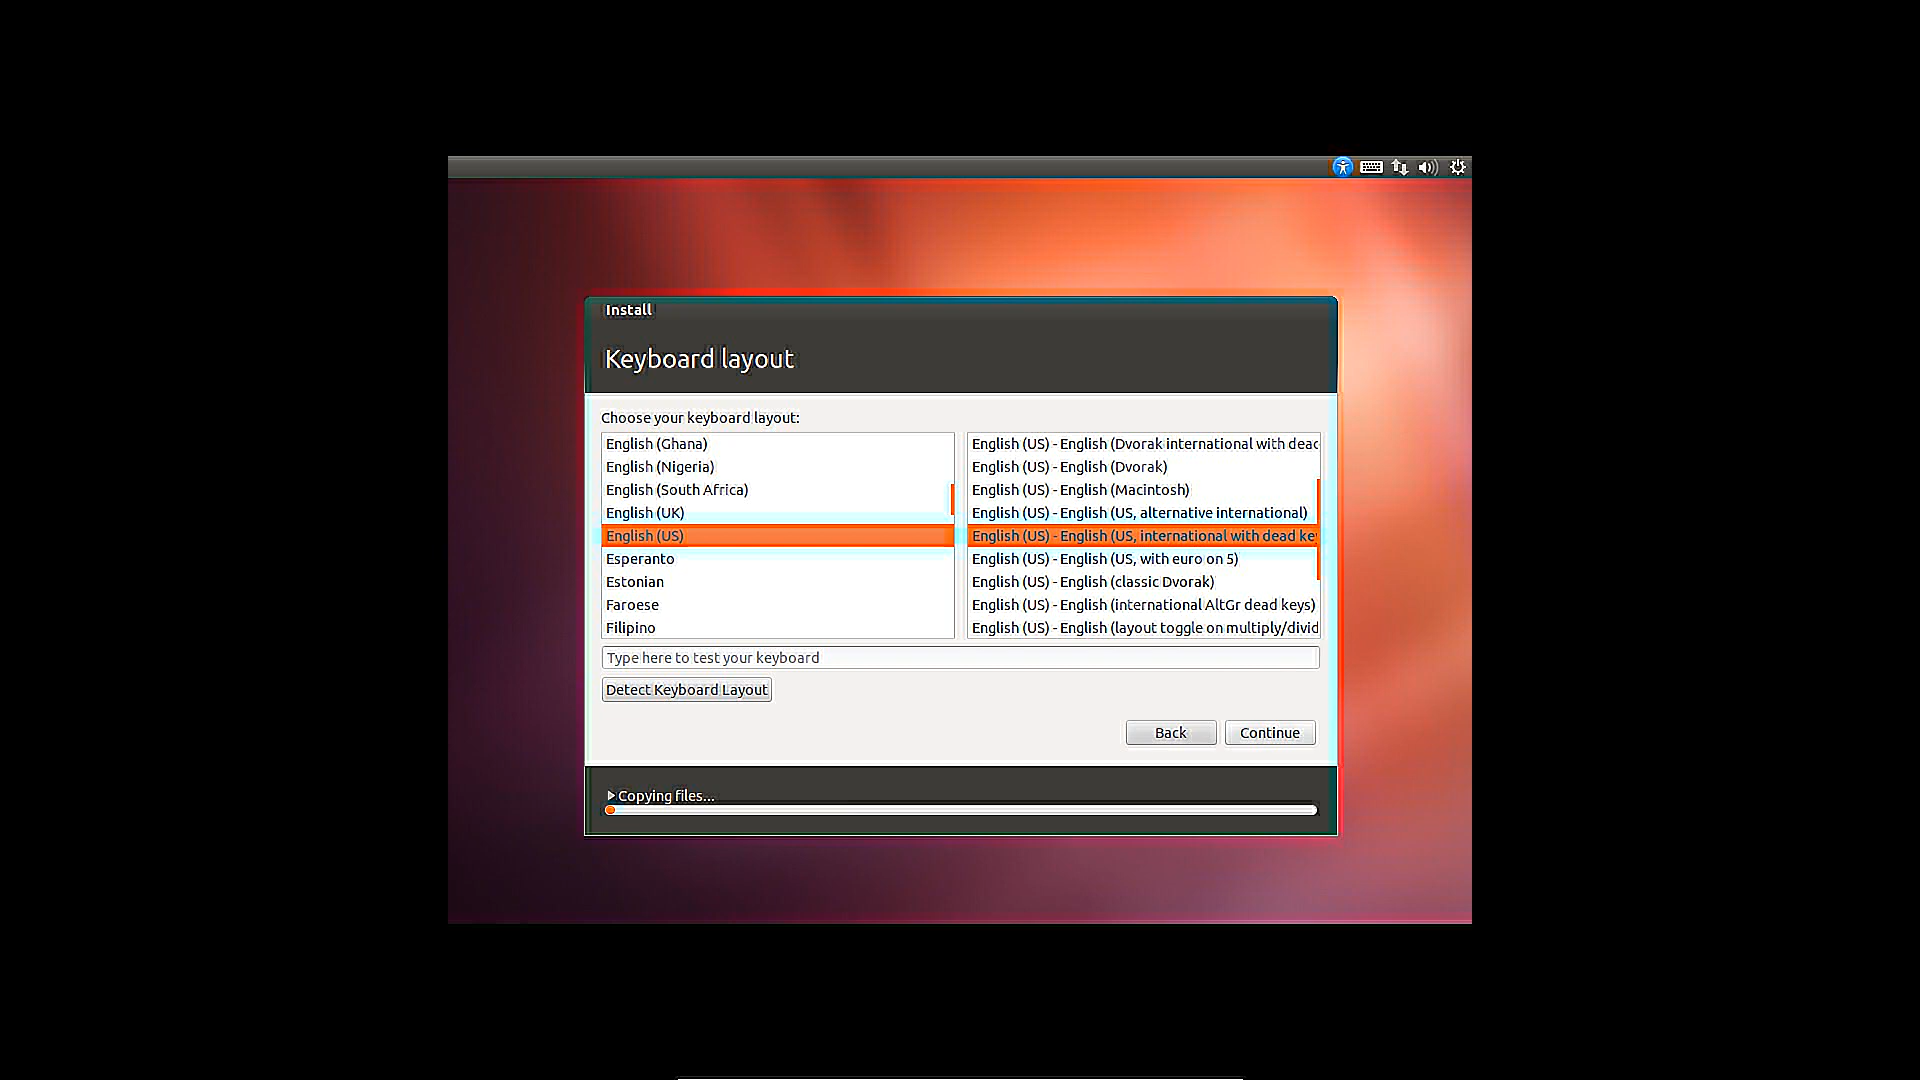 Install
Keyboard layout
Choose your keyboard layout:
English (Ghana)
English (Nigeria)
English (South Africa)
English (UK)
English (US)
Esperanto
Estonian
Faroese
Filipino
English (US) - English (Dvorak international with dead
English (US) - English (Dvorak)
English (US) - English (Macintosh)
English (US) - English (US, alternative international)
English (US) - English (US, international with dead ke
English (US) - English (US, with euro on 5)
English (US) - English (classic Dvorak)
English (US) - English (international AltGr dead keys)
English (US) - English (layout toggle on multiply/divid
Type here to test your keyboard
Detect Keyboard Layout
Back
Continue
Copying files...